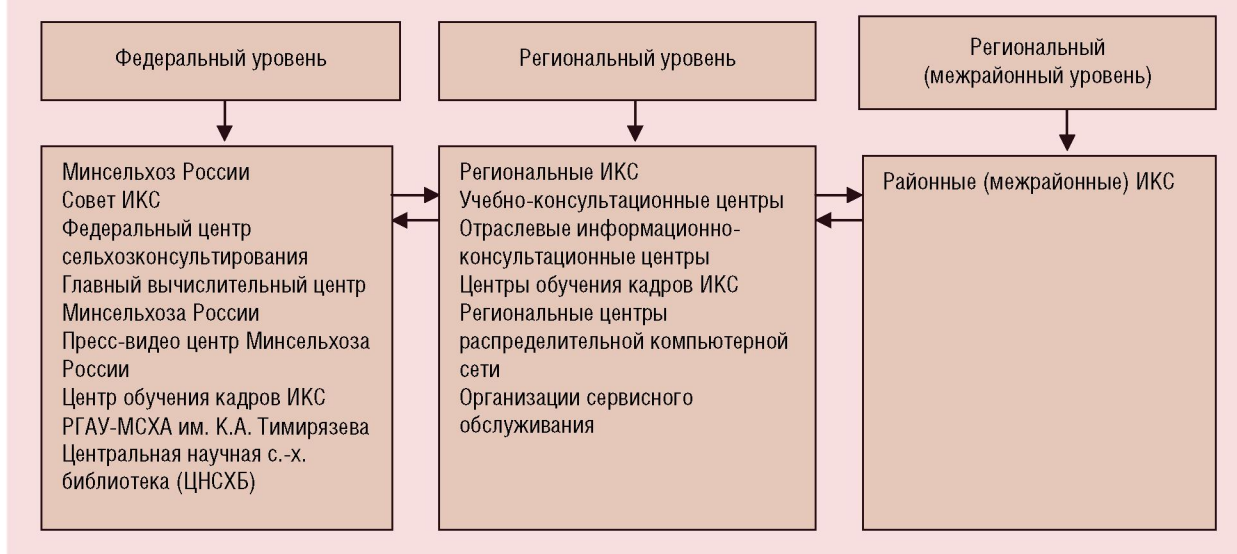 Федеральный уровень
Региональный уровень
Региональный
(межрайонный уровень)
Минсельхоз России
Совет ИКС
Федеральный центр
сельхозконсультирования
Главный вычислительный центр
Минсельхоза России
Пресс-видео центр Минсельхоза
России
Центр обучения кадров ИКС
РГАУ-МСХА им. К.А. Тимирязева
Центральная научная с.-х.
библиотека (ЦНСХБ)
Региональные ИКС
Учебно-консультационные центры
Отраслевые информационно-
консультационные центры
Центры обучения кадров ИКС
Региональные центры
распределительной компьютерной
сети
Организации сервисного
обслуживания
Районные (межрайонные) ИКС